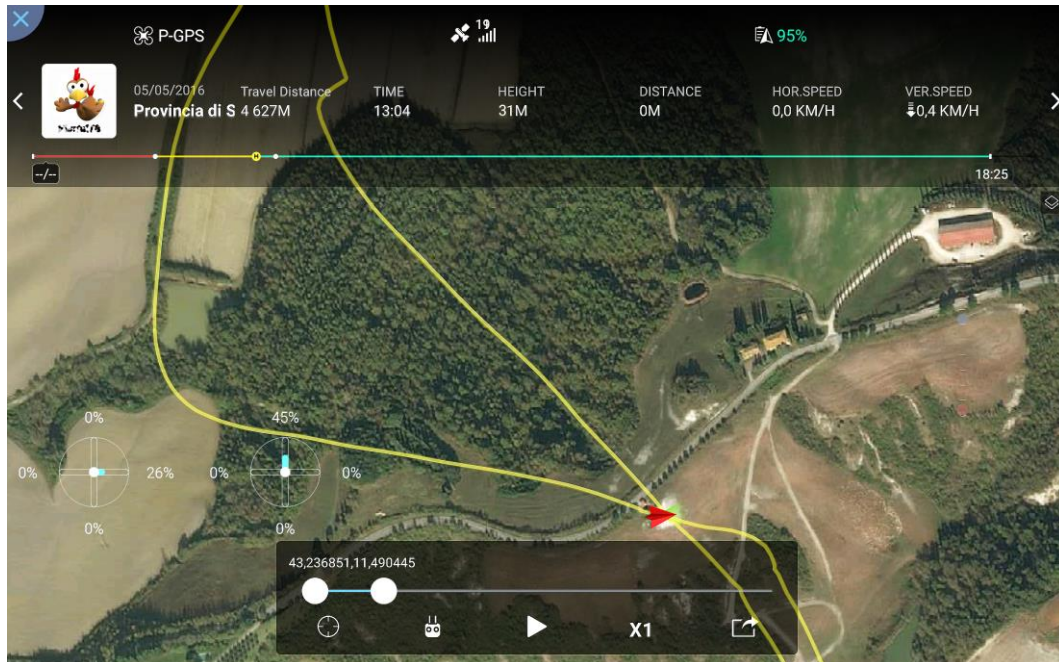 P-GPS
19
95%
05/05/2016
Provincia di S
Travel Distance
4 627M
TIME
13:04
HEIGHT
31M
DISTANCE
0M
HOR.SPEED
0,0 KM/H
VER.SPEED
0,4 KM/H
H
--/--
18:25
0%
0%
26%
0%
45%
0%
0%
0%
43,236851,11,490445
X1